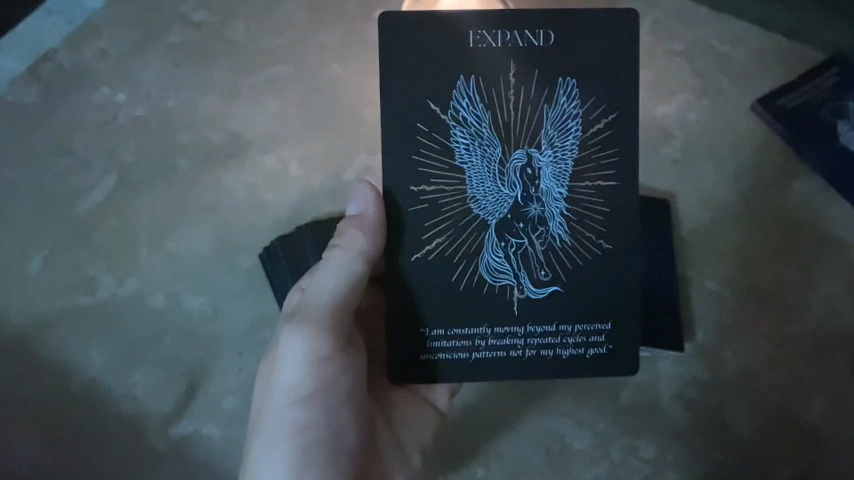 EXPAND
"I am constantly moving beyond my perceived
limitations by breaking repeated cycles and
unconscious patterns not for my highest good."